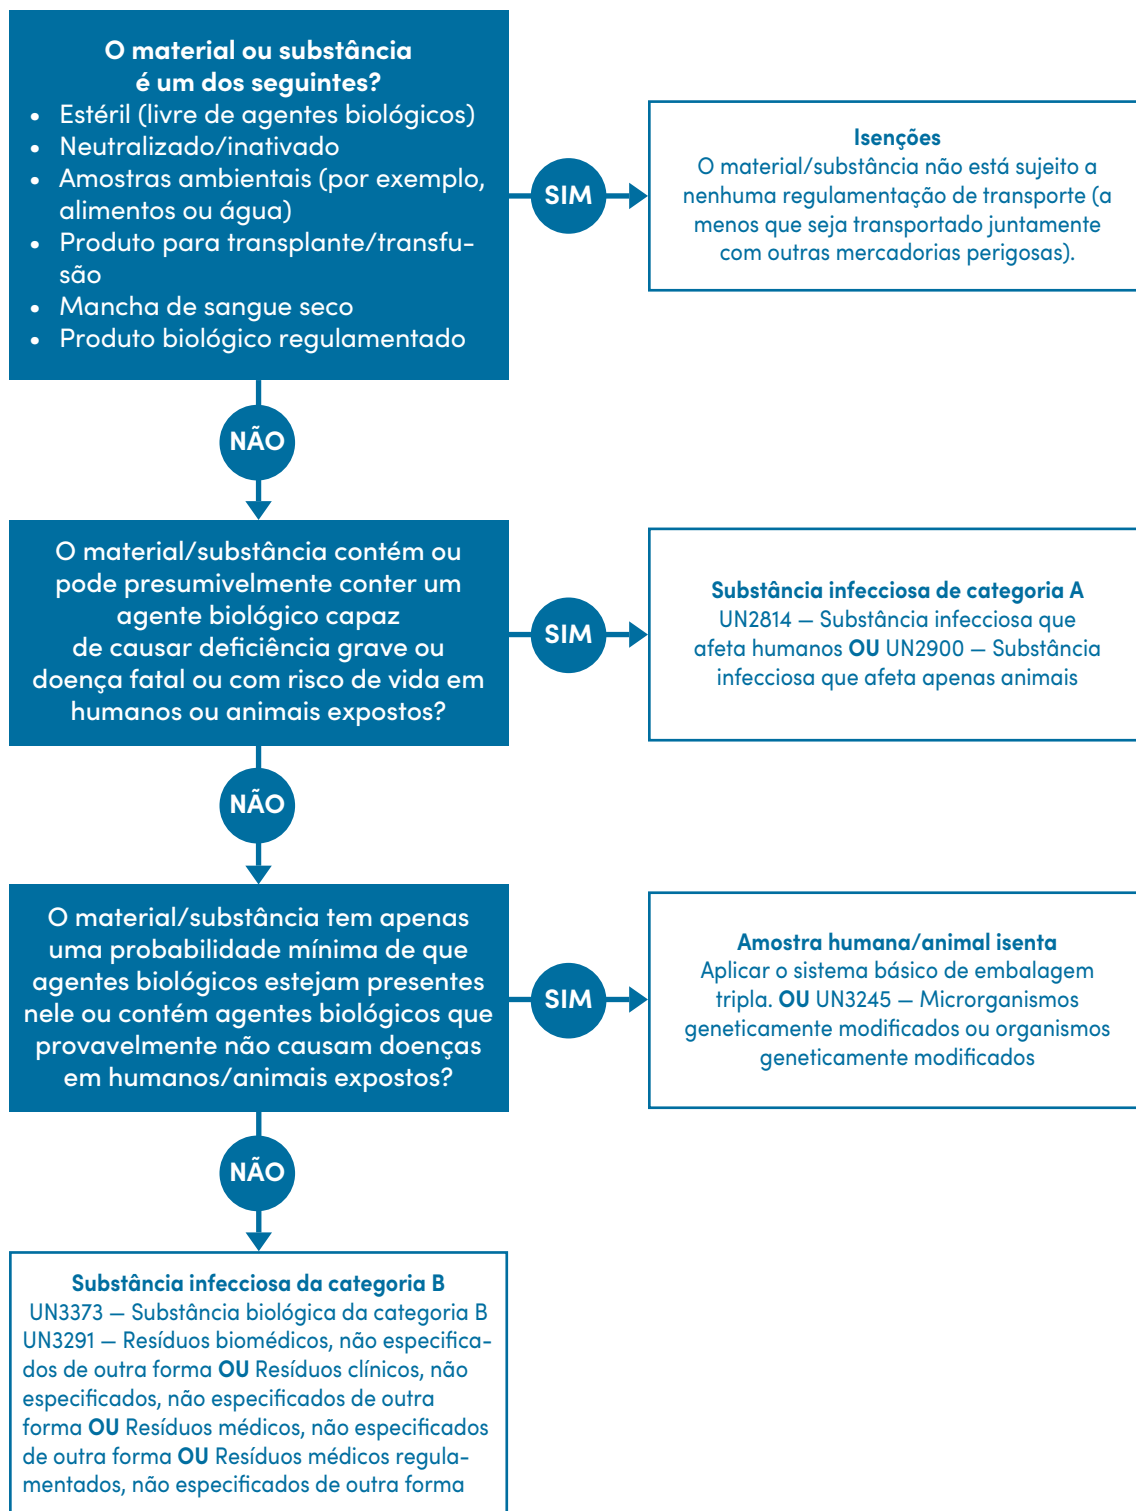 O material ou substância
é um dos seguintes?
• Estéril (livre de agentes biológicos)
• Neutralizado/inativado
• Amostras ambientais (por exemplo,
alimentos ou água)
• Produto para transplante/transfu-
são
• Mancha de sangue seco
• Produto biológico regulamentado
SIM
Isenções
O material/substância não está sujeito a
nenhuma regulamentação de transporte (a
menos que seja transportado juntamente
com outras mercadorias perigosas).
NÃO
O material/substância contém ou
pode presumivelmente conter um
agente biológico capaz
de causar deficiência grave ou
doença fatal ou com risco de vida em
humanos ou animais expostos?
SIM
Substância infecciosa de categoria A
UN2814 — Substância infecciosa que
afeta humanos OU UN2900 — Substância
infecciosa que afeta apenas animais
NÃO
O material/substância tem apenas
uma probabilidade mínima de que
agentes biológicos estejam presentes
nele ou contém agentes biológicos que
provavelmente não causam doenças
em humanos/animais expostos?
SIM
Amostra humana/animal isenta
Aplicar o sistema básico de embalagem
tripla. OU UN3245 — Microrganismos
geneticamente modificados ou organismos
geneticamente modificados
NÃO
Substância infecciosa da categoria B
UN3373 — Substância biológica da categoria B
UN3291 — Resíduos biomédicos, não especifica-
dos de outra forma OU Resíduos clínicos, não
especificados, não especificados de outra
forma OU Resíduos médicos, não especificados
de outra forma OU Resíduos médicos regula-
mentados, não especificados de outra forma